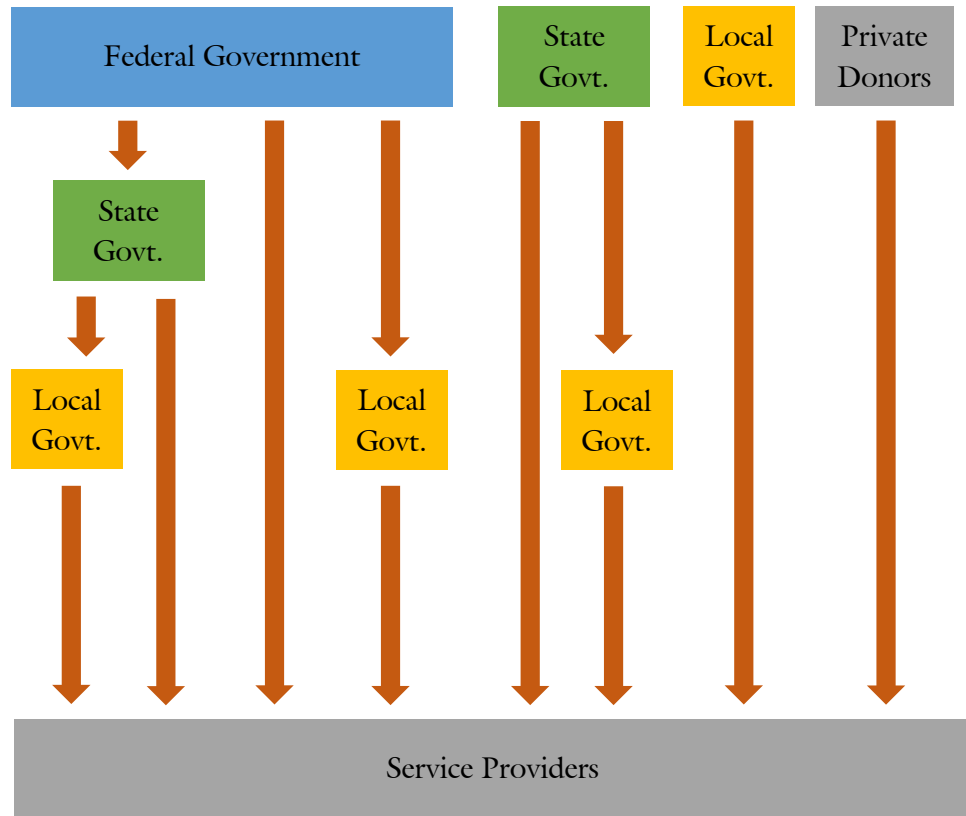 Federal Government
State
Govt.
Local
Govt.
Private
Donors
State
Govt.
Local
Govt.
Local
Govt.
Local
Govt.
Service Providers